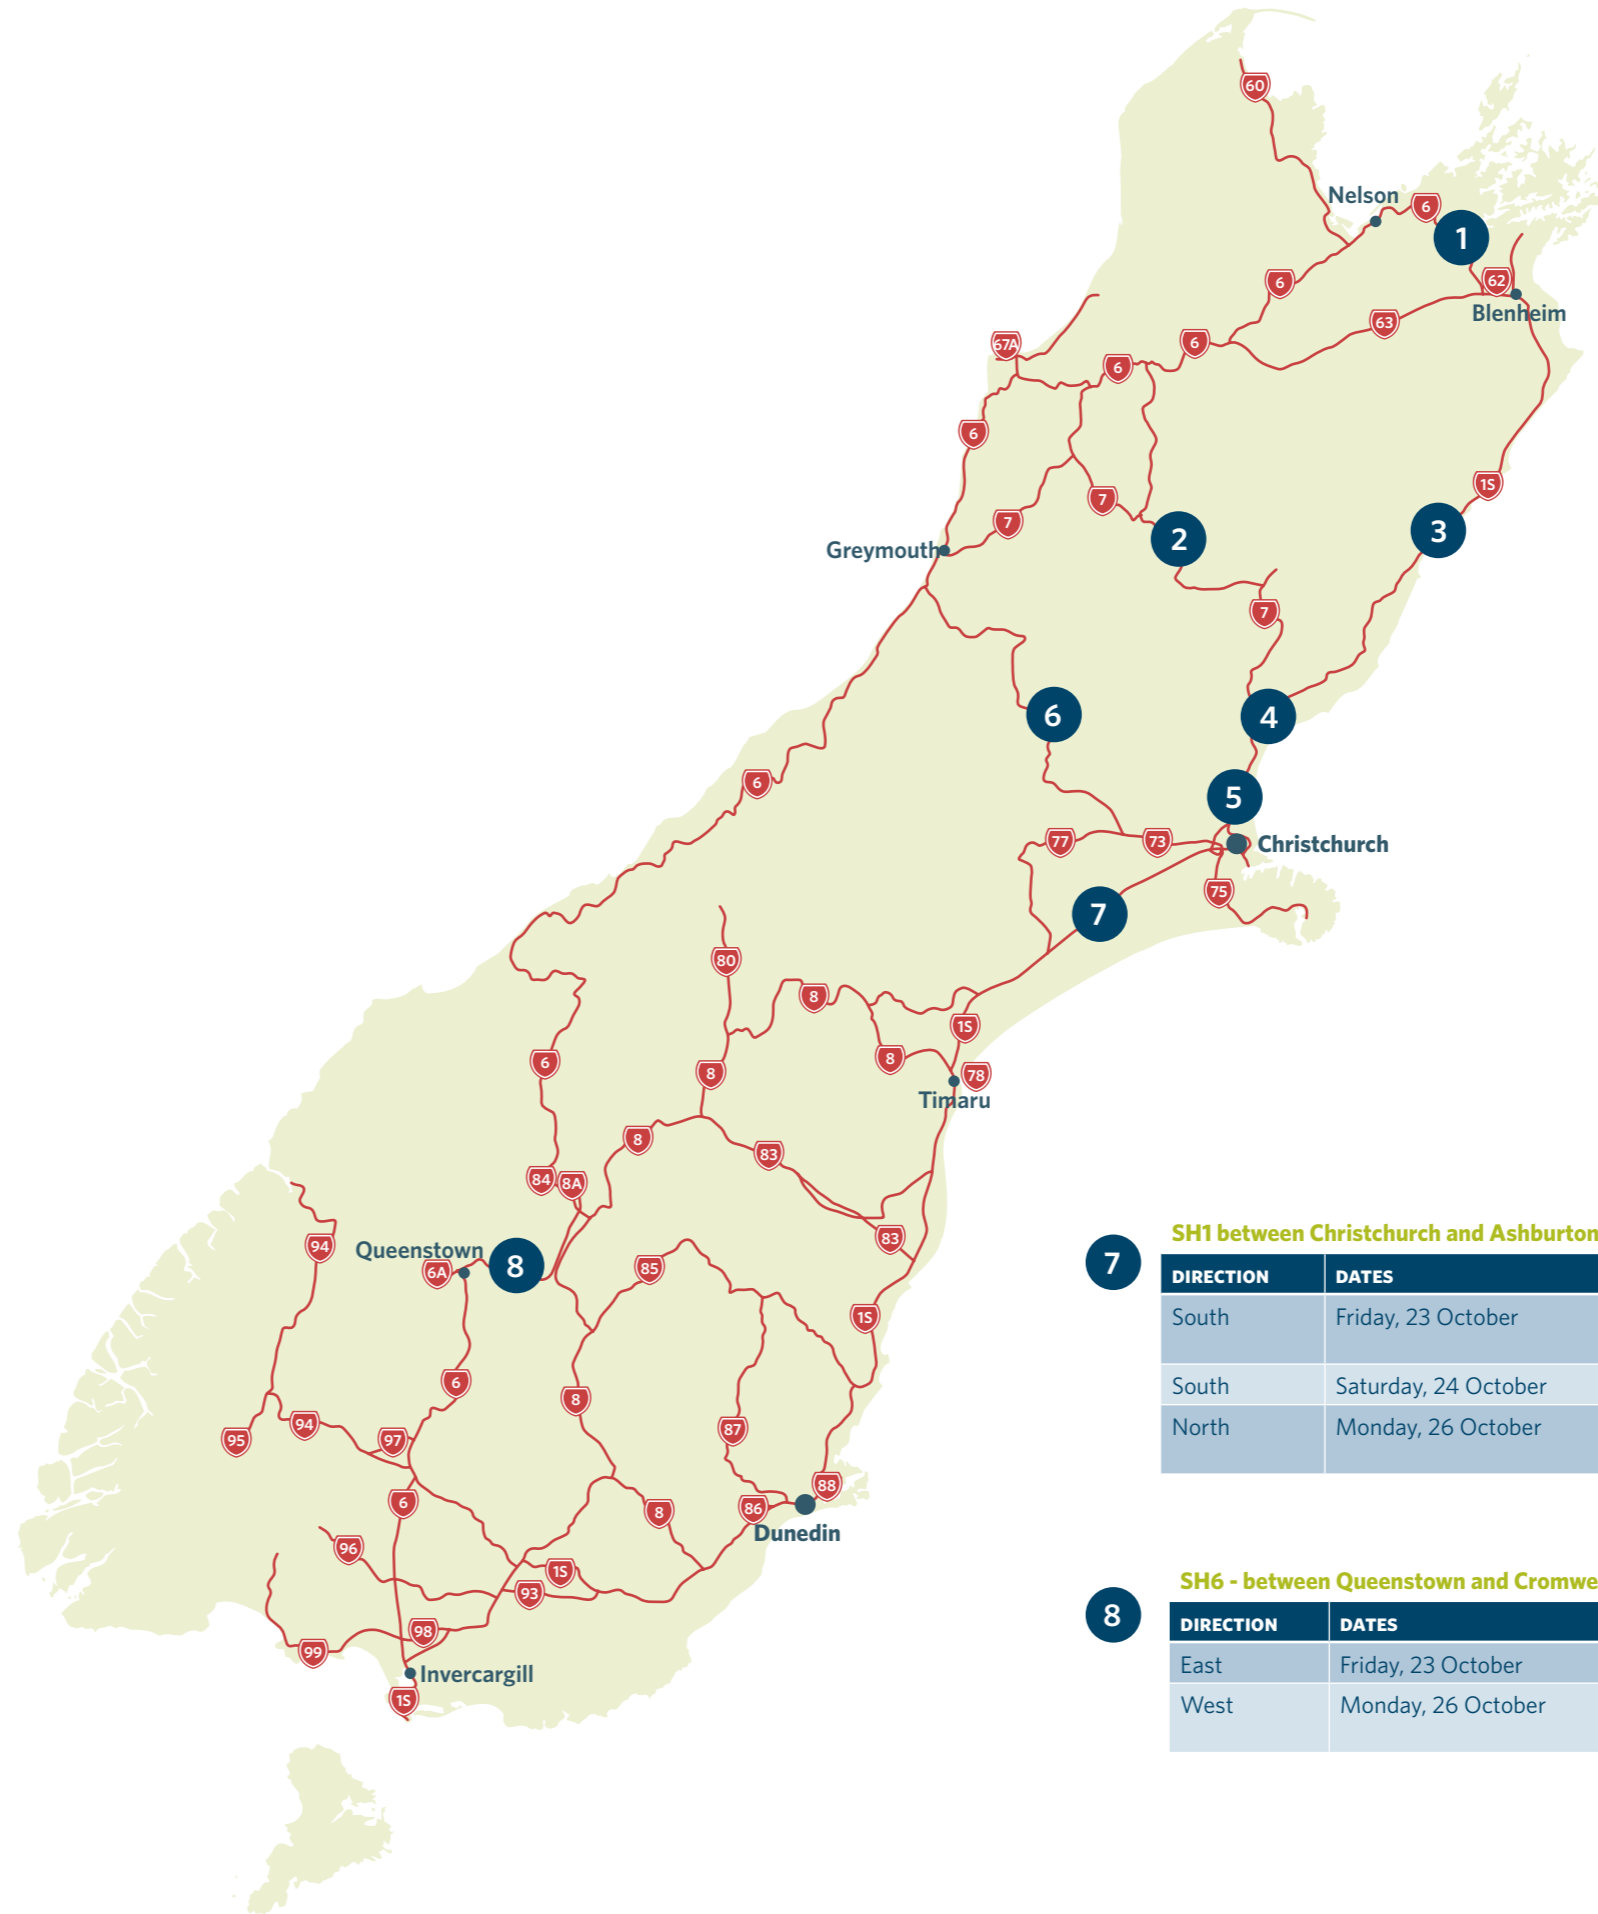 60
Nelson
6
1
6
62
Blenheim
63
67A
6
6
6
1S
7
7
2
3
Greymouth
7
6
4
6
5
77
73
Christchurch
75
7
80
8
1S
6
8
8
78
Timaru
8
83
84
8A
83
94
Queenstown
6A
8
85
1S
6
8
94
95
97
87
88
6
8
86
Dunedin
96
1S
93
98
99
Invercargill
1S
7
SH1 between Christchurch and Ashburton
DIRECTION DATES
South Friday, 23 October
South Saturday, 24 October
North Monday, 26 October
8
SH6 - between Queenstown and Cromwe
DIRECTION DATES
East Friday, 23 October
West Monday, 26 October